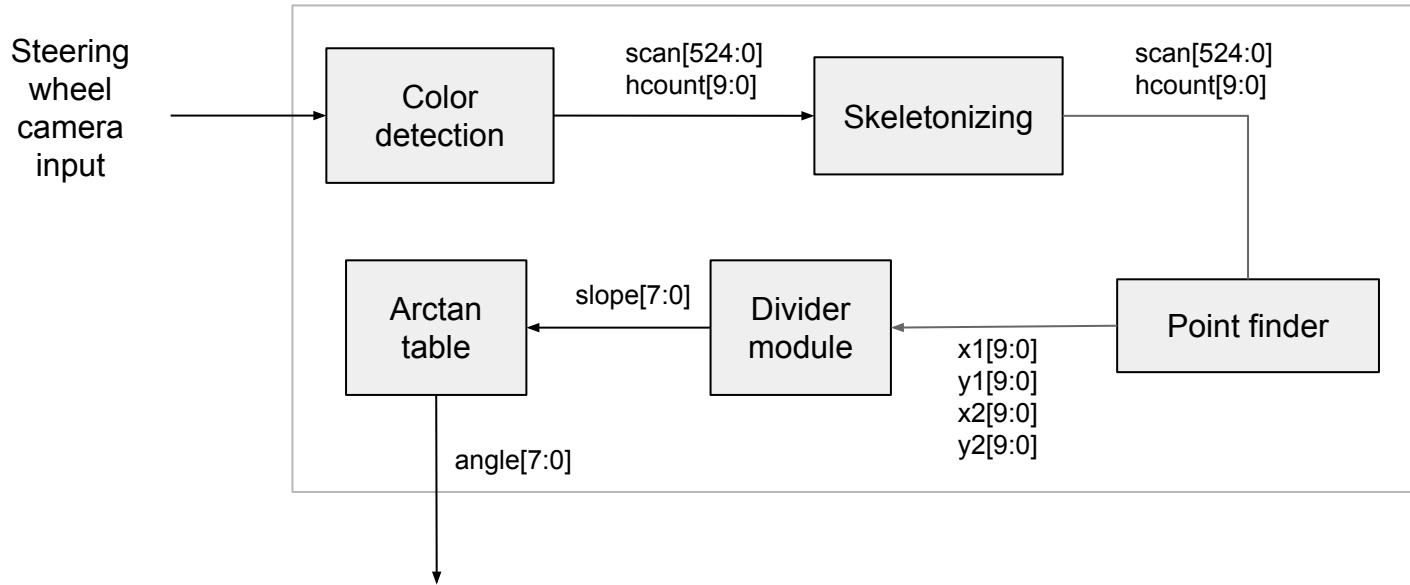 Steering
wheel
camera
input
Color
detection
scan[524:0]
hcount[9:0]
Skeletonizing
scan[524:0]
hcount[9:0]
Arctan
table
slope[7:0]
Divider
module
x1[9:0]
y1[9:0]
x2[9:0]
y2[9:0]
Point finder
angle[7:0]